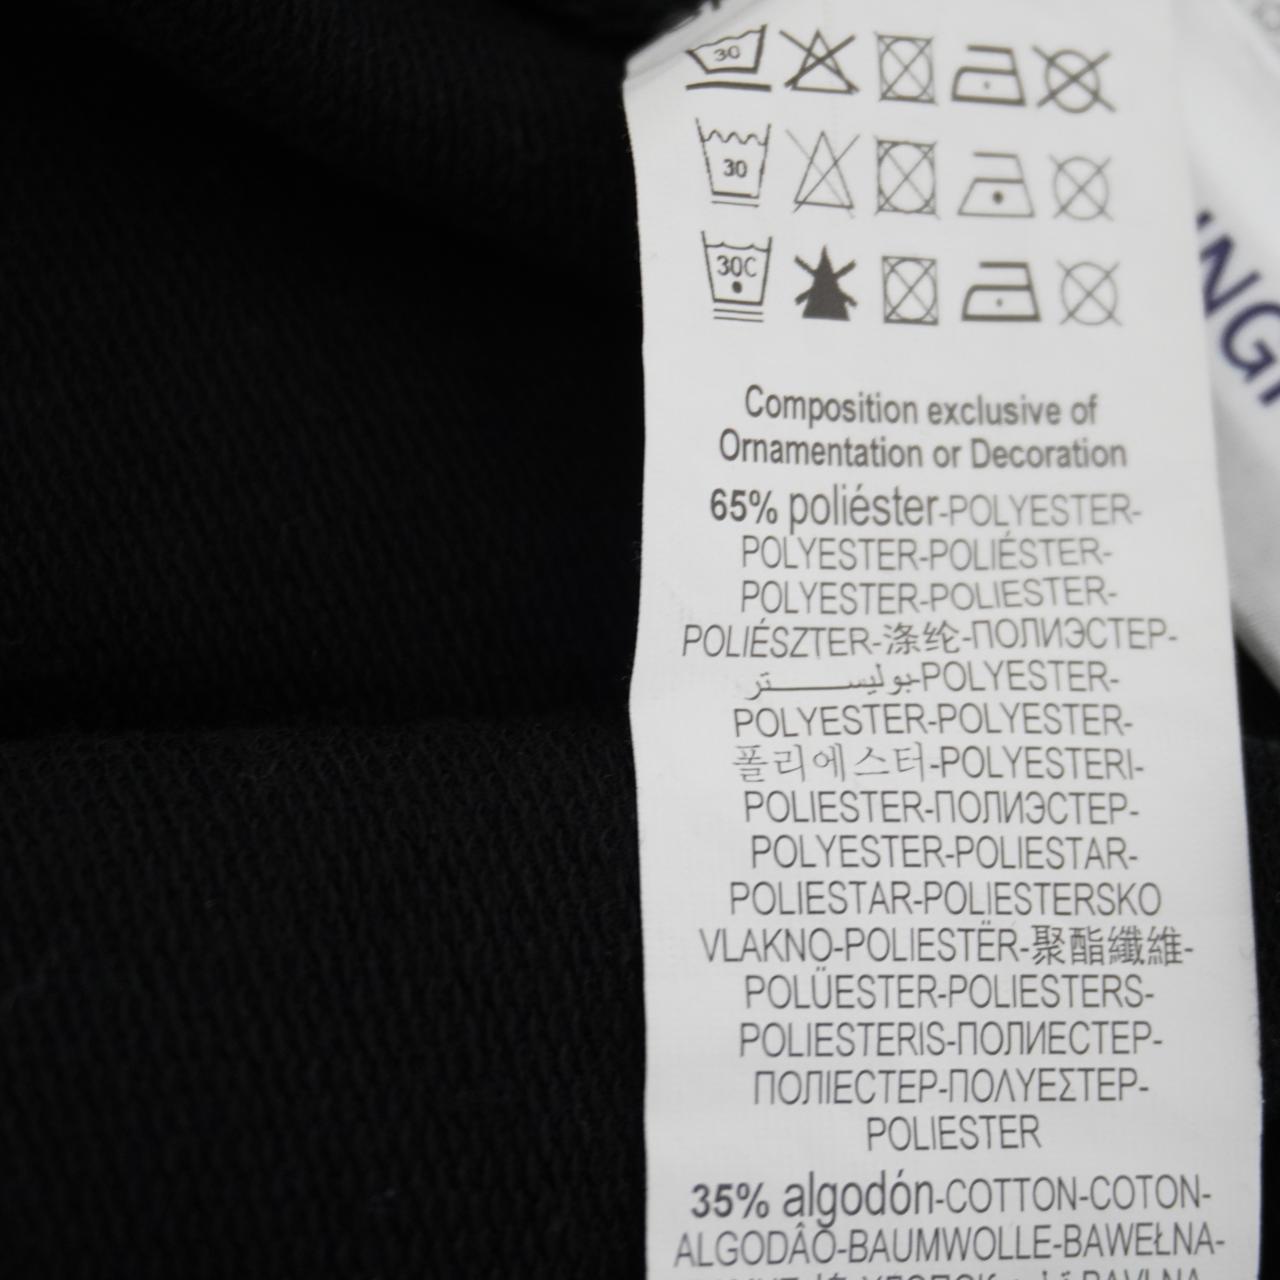 30
30
30C
Composition exclusive of
Ornamentation or Decoration
65% poliéster-POLYESTER-
POLYESTER-POLIÉSTER-
POLYESTER-POLIESTER-
POLIÉSZTER-涤纶-ПОЛИЭСТЕР-
بوليستر-POLYESTER-
POLYESTER-POLYESTER-
폴리에스터-POLYESTERI-
POLIESTER-ПОЛИЭСТЕР-
POLYESTER-POLIESTAR-
POLIESTAR-POLIESTERSKO
VLAKNO-POLIESTËR-聚酯纖維-
POLÜESTER-POLIESTERS-
POLIESTERIS-ПОЛИЕСТЕР-
ПОЛІЕСТЕР-ΠΟΛΥΕΣΤΕΡ-
POLIESTER
35% algodón-COTTON-COTON-
ALGODÂO-BAUMWOLLE-BAWEŁNA-